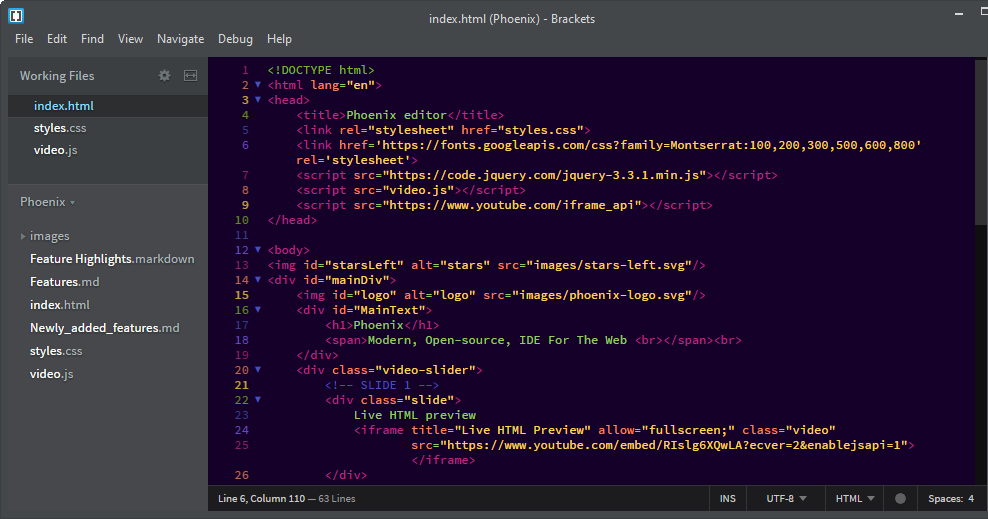 index.html (Phoenix) - Brackets
File Edit Find View Navigate Debug Help
Working Files
index.html
styles.css
video.js
Phoenix
images
Feature Highlights.markdown
Features.md
index.html
Newly_added_features.md
styles.css
video.js
1 <!DOCTYPE html>
2 <html lang="en">
3 <head>
4 <title>Phoenix editor</title>
5 <link rel="stylesheet" href="styles.css">
6 <link href='https://fonts.googleapis.com/css?family=Montserrat:100,200,300,500,600,800'
rel='stylesheet'>
7 <script src="https://code.jquery.com/jquery-3.3.1.min.js"></script>
8 <script src="video.js"></script>
9 <script src="https://www.youtube.com/iframe_api"></script>
10 </head>
11
12 <body>
13 <img id="starsLeft" alt="stars" src="images/stars-left.svg"/>
14 <div id="mainDiv">
15 <img id="logo" alt="logo" src="images/phoenix-logo.svg"/>
16 <div id="MainText">
17 <h1>Phoenix</h1>
18 <span>Modern, Open-source, IDE For The Web <br></span><br>
19 </div>
20 <div class="video-slider">
21 <!-- SLIDE 1 -->
22 <div class="slide">
23 Live HTML preview
24 <iframe title="Live HTML Preview" allow="fullscreen;" class="video"
25 src="https://www.youtube.com/embed/RIslg6XQwLA?ecver=2&enablejsapi=1">
</iframe>
26 </div>
Line 6, Column 110 — 63 Lines
INS UTF-8 HTML Spaces: 4